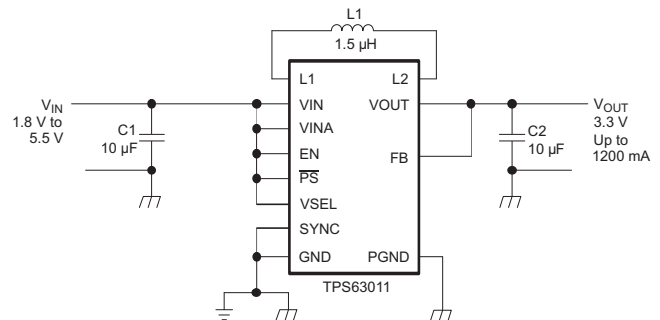 L1
1.5 µH
L1
L2
VIN
VOUT
VINA
EN
FB
PS
VSEL
SYNC
GND
PGND
TPS63011
VIN
1.8 V to
5.5 V
C1
10 µF
C2
10 µF
VOUT
3.3 V
Up to
1200 mA